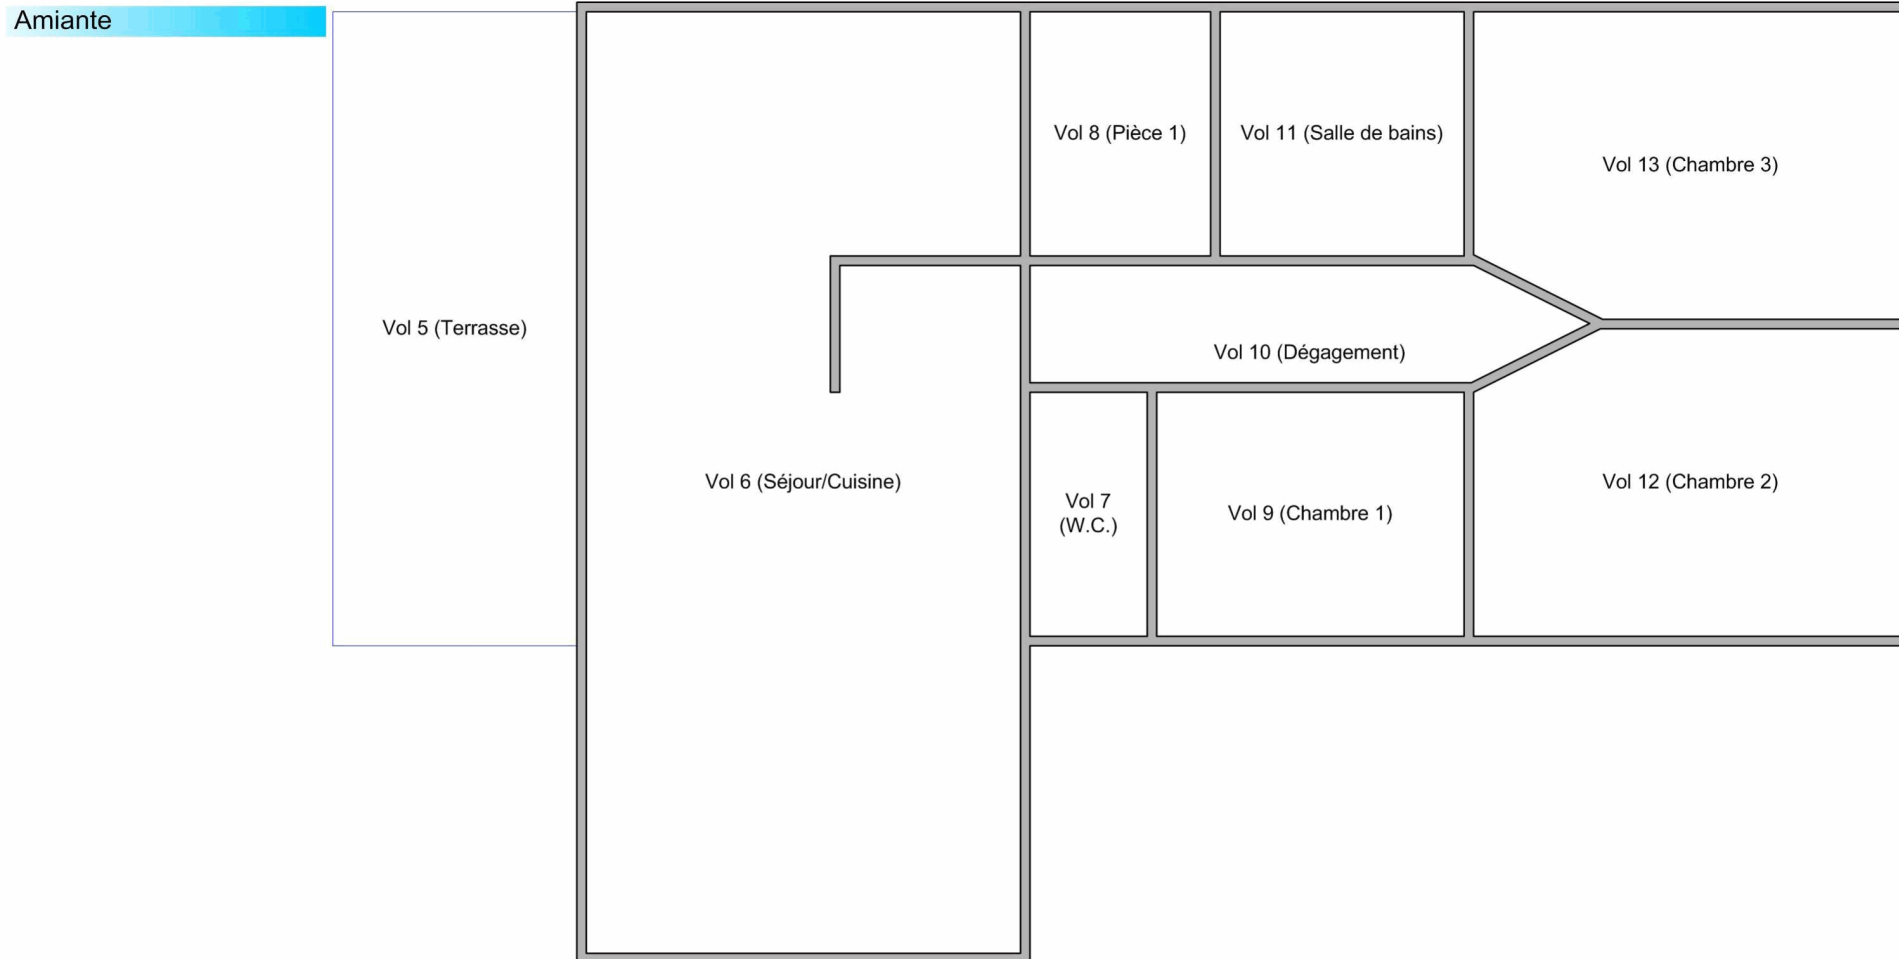 Amiante
Vol 8 (Pièce 1)
Vol 11 (Salle de bains)
Vol 13 (Chambre 3)
Vol 5 (Terrasse)
Vol 10 (Dégagement)
Vol 6 (Séjour/Cuisine)
Vol 7
(W.C.)
Vol 9 (Chambre 1)
Vol 12 (Chambre 2)